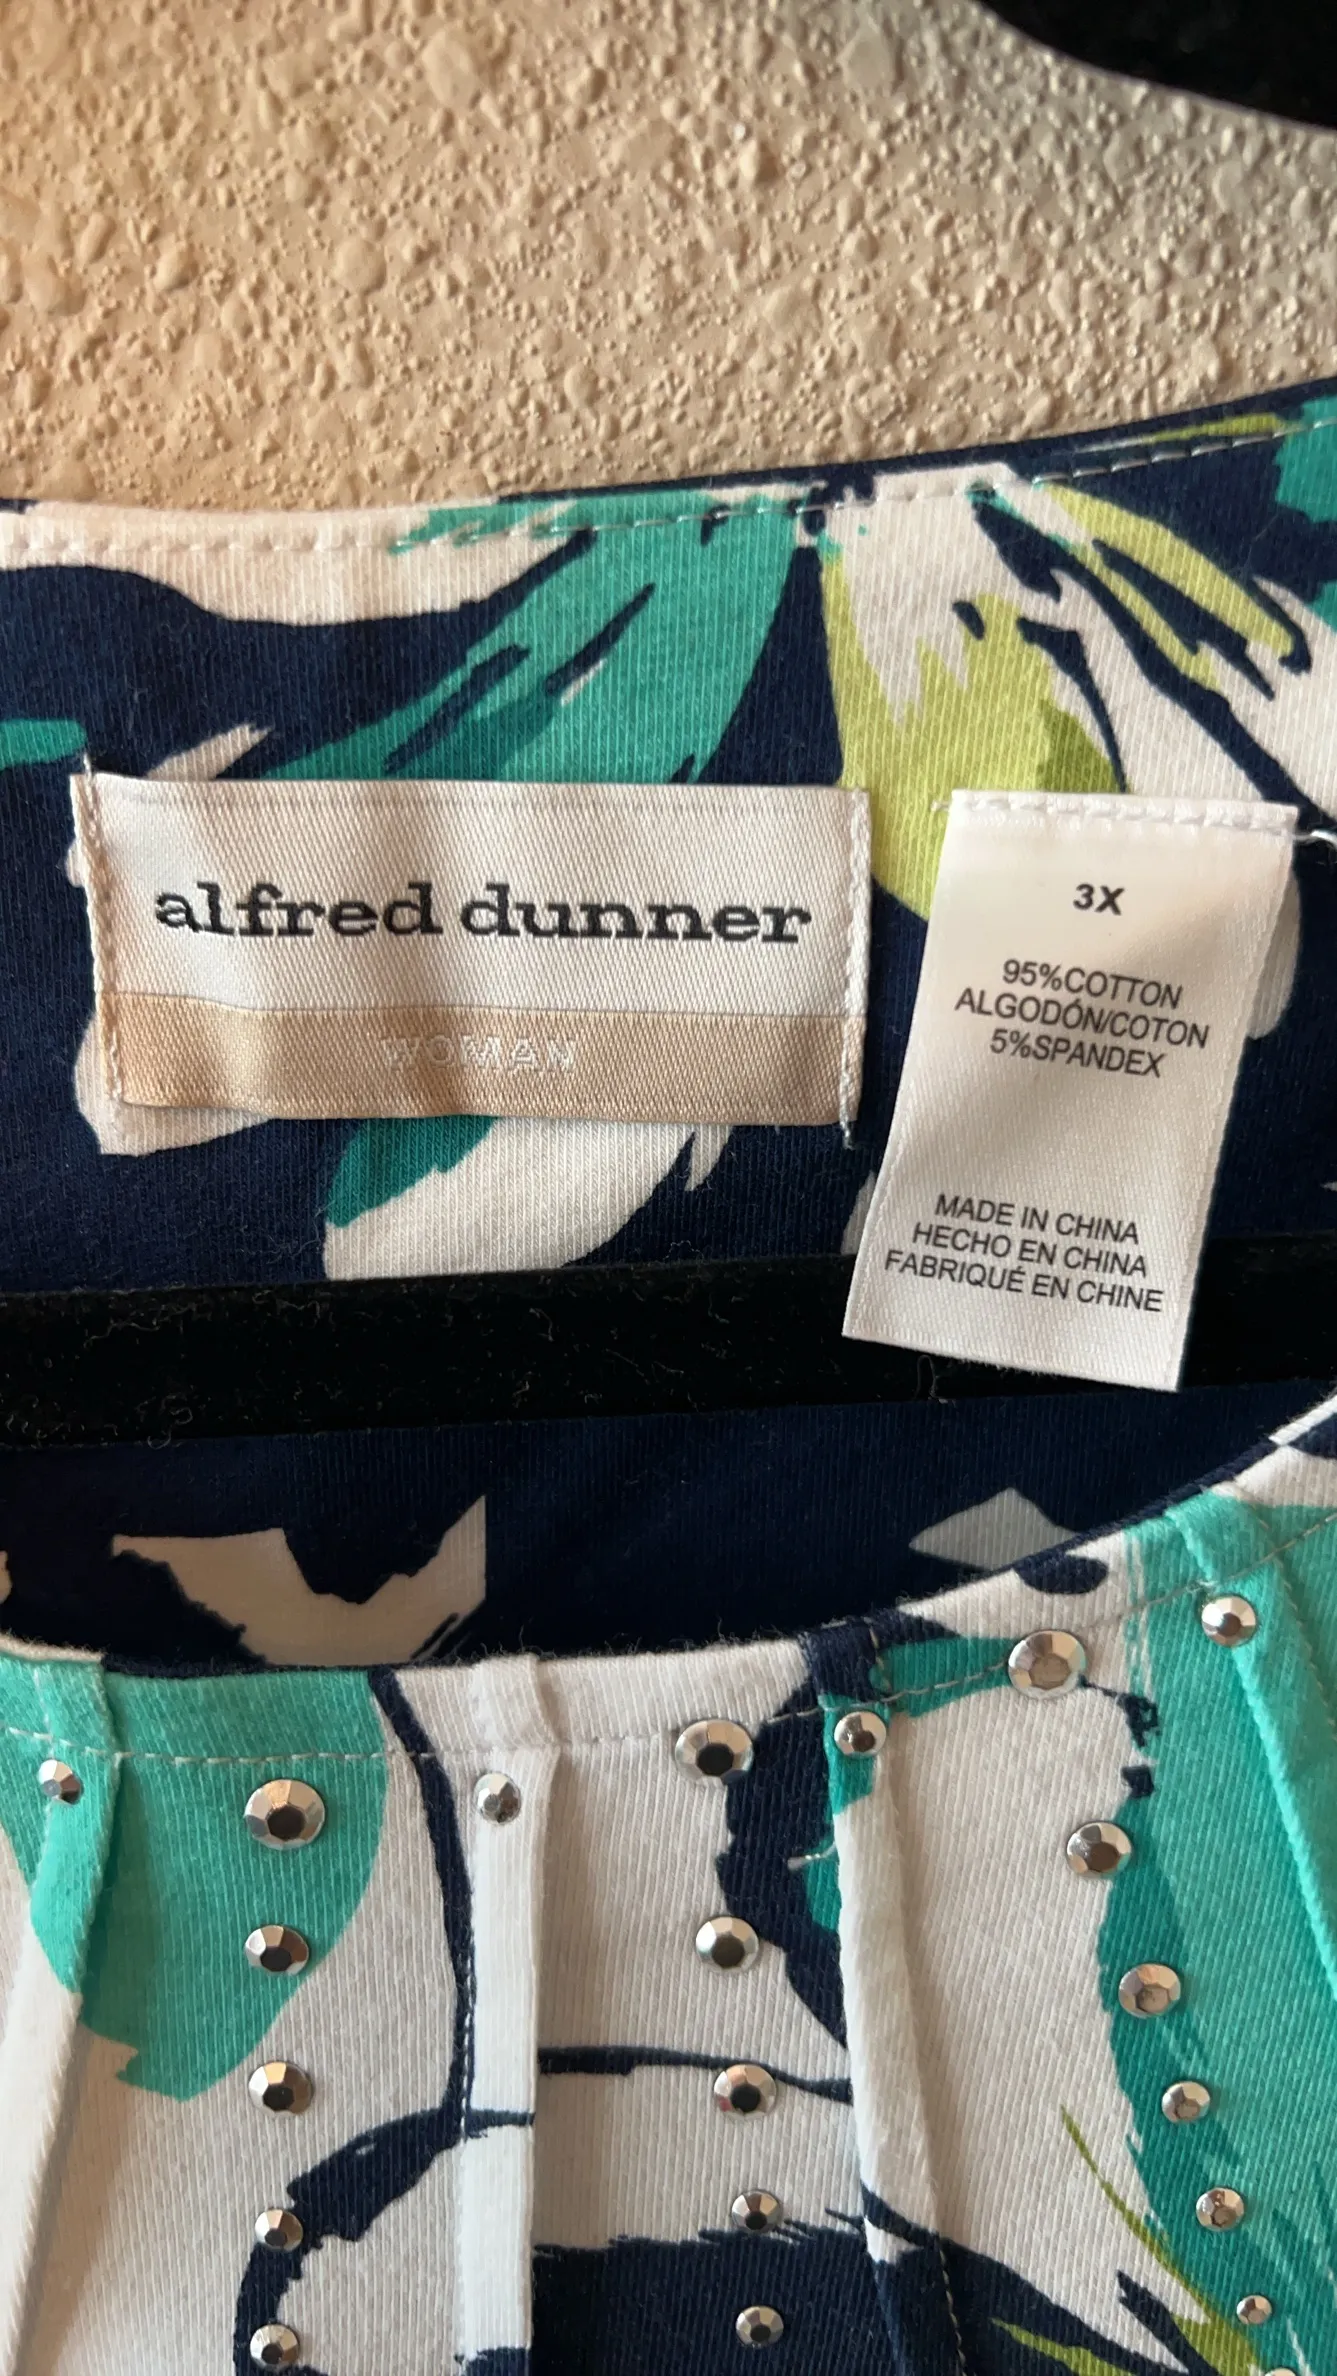 alfred dunner
WOMAN
3X
95%COTTON
ALGODÓN/COTON
5%SPANDEX
MADE IN CHINA
HECHO EN CHINA
FABRIQUÉ EN CHINE